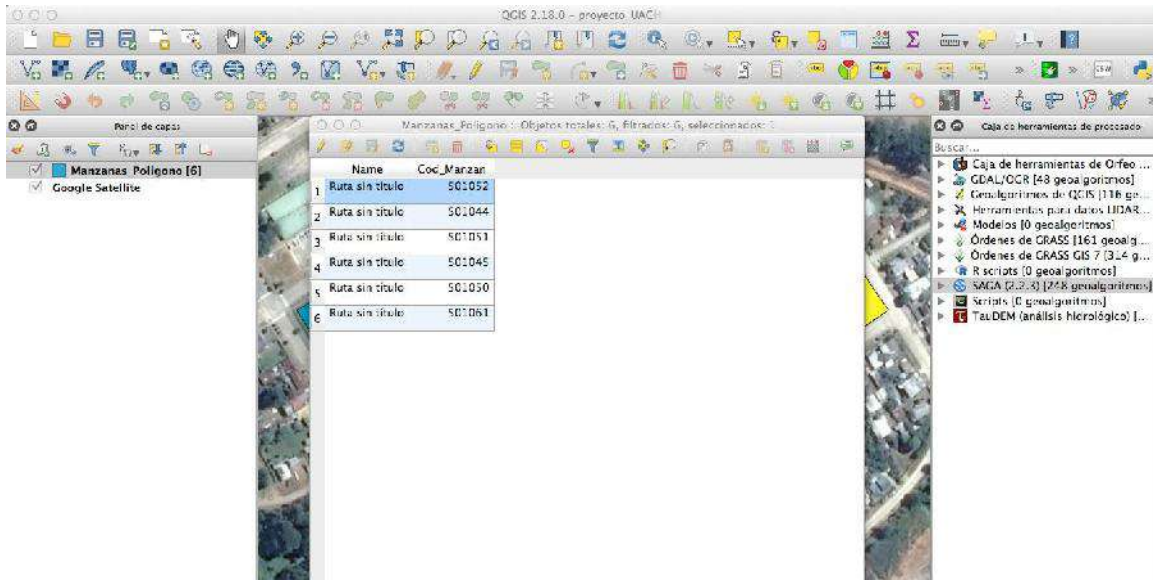 QGIS 2.18.0 - proyecto UACH
Panel de capas
Manzanas_Poligono [6]
Google Satellite
Manzanas_Poligono :: Objetos totales: 6, filtrados: 6, seleccionados: 1
Name Cod_Manzan
1 Ruta sin título 501052
2 Ruta sin título 501044
3 Ruta sin título 501051
4 Ruta sin título 501045
5 Ruta sin título 501050
6 Ruta sin título 501061
Caja de herramientas de procesado
Buscar...
Caja de herramientas de Orfeo ...
GDAL/OGR [48 geoalgoritmos]
Geoalgoritmos de QGIS [116 ge...
Herramientas para datos LIDAR...
Modelos [0 geoalgoritmos]
Órdenes de GRASS [161 geoalg...
Órdenes de GRASS GIS 7 [314 g...
R scripts [0 geoalgoritmos]
SAGA (2.2.3) [248 geoalgoritmos]
Scripts [0 geoalgoritmos]
TauDEM (análisis hidrológico) [...